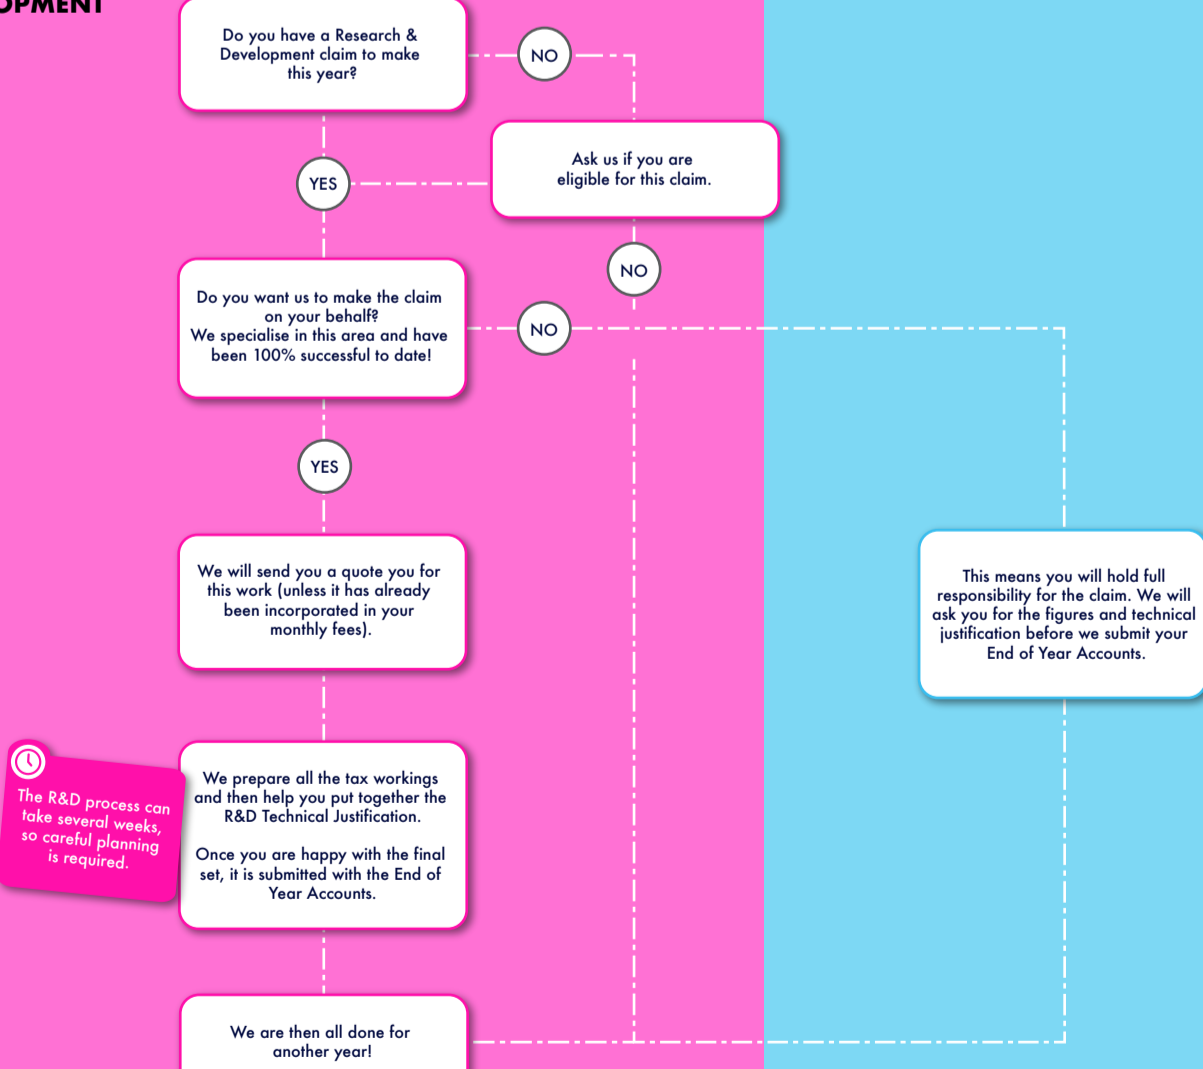 OPMENT
Do you have a Research &
Development claim to make
this year?
NO
Ask us if you are
eligible for this claim.
YES
NO
Do you want us to make the claim
on your behalf?
We specialise in this area and have
been 100% successful to date!
NO
YES
We will send you a quote you for
this work (unless it has already
been incorporated in your
monthly fees).
This means you will hold full
responsibility for the claim. We will
ask you for the figures and technical
justification before we submit your
End of Year Accounts.
The R&D process can
take several weeks,
so careful planning
is required.
We prepare all the tax workings
and then help you put together the
R&D Technical Justification.
Once you are happy with the final
set, it is submitted with the End of
Year Accounts.
We are then all done for
another year!